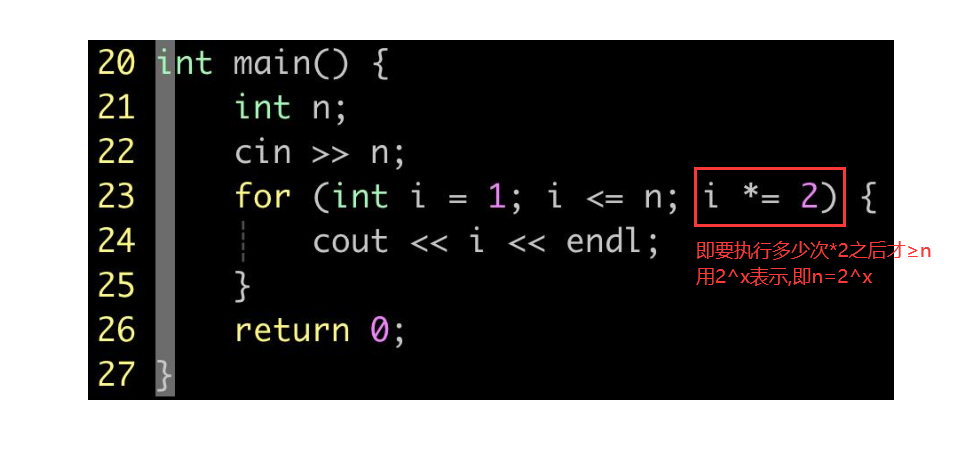 20 int main() {
21 int n;
22 cin >> n;
23 for (int i = 1; i <= n; i *= 2) {
24 cout << i << endl;
25 }
26 return 0;
27 }
即要执行多少次*2之后才≥n
用2^x表示,即n=2^x